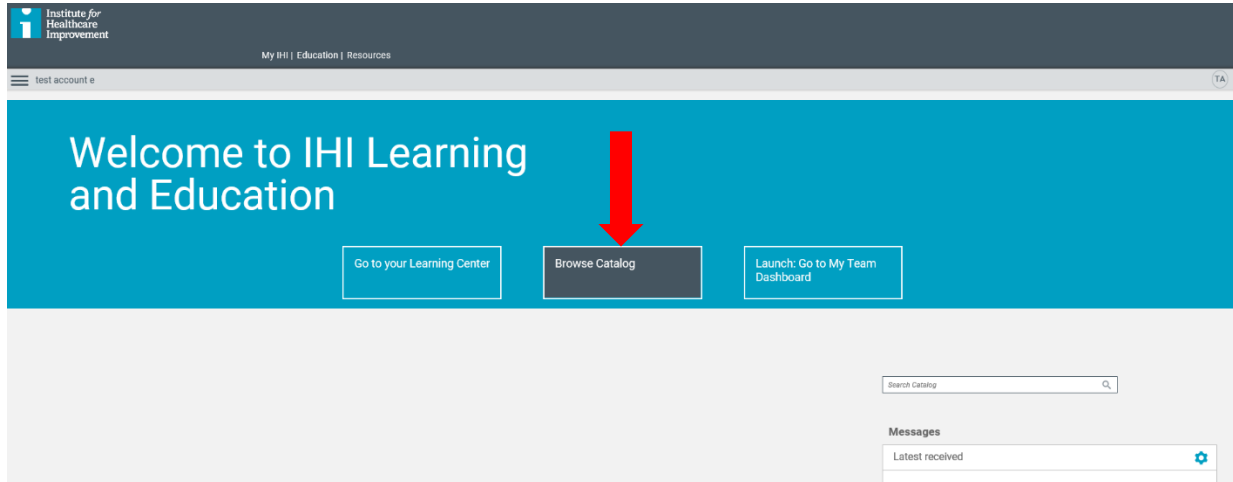 Institute for
Healthcare
Improvement
My IHI | Education | Resources
test account e
TA
Welcome to IHI Learning
and Education
Go to your Learning Center
Browse Catalog
Launch: Go to My Team
Dashboard
Search Catalog
Messages
Latest received